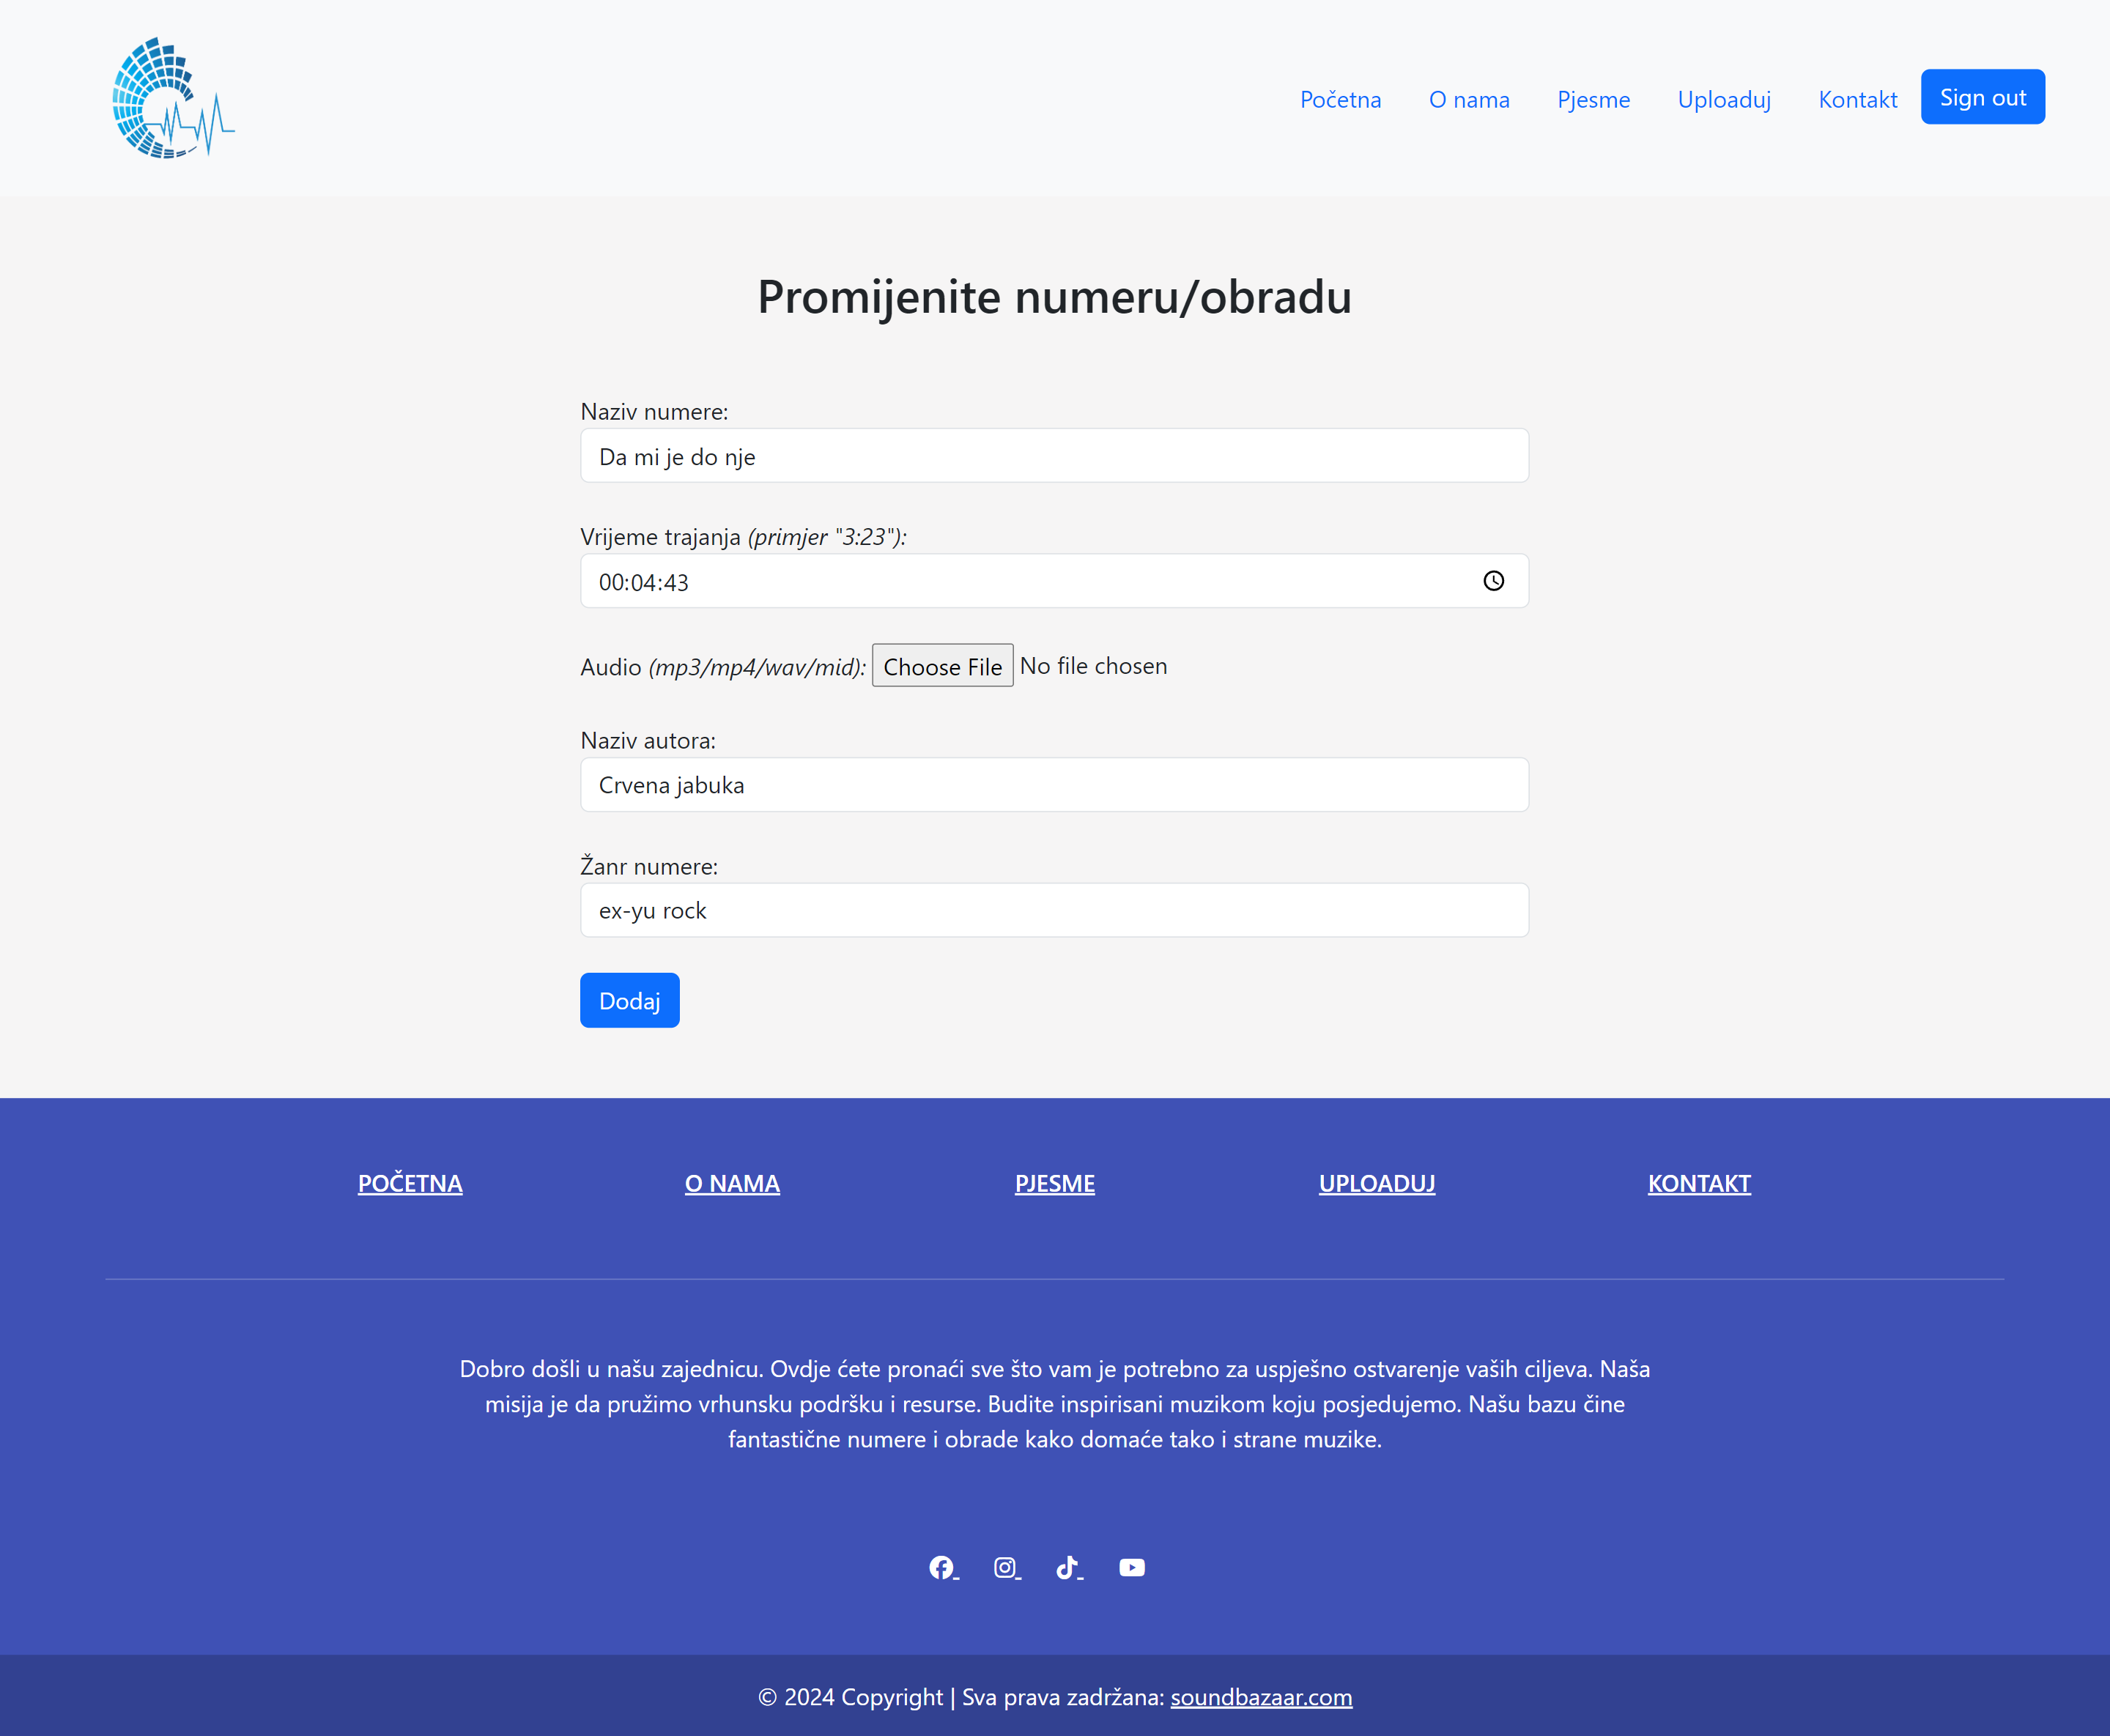 Početna O nama Pjesme Uploaduj Kontakt Sign out
Promijenite numeru/obradu
Naziv numere:
Da mi je do nje
Vrijeme trajanja (primjer "3:23"):
00:04:43
Audio (mp3/mp4/wav/mid): Choose File No file chosen
Naziv autora:
Crvena jabuka
Žanr numere:
ex-yu rock
Dodaj
POČETNA O NAMA PJESME UPLOADUJ KONTAKT
Dobro došli u našu zajednicu. Ovdje ćete pronaći sve što vam je potrebno za uspješno ostvarenje vaših ciljeva. Naša
misija je da pružimo vrhunsku podršku i resurse. Budite inspirisani muzikom koju posjedujemo. Našu bazu čine
fantastične numere i obrade kako domaće tako i strane muzike.
© 2024 Copyright | Sva prava zadržana: soundbazaar.com